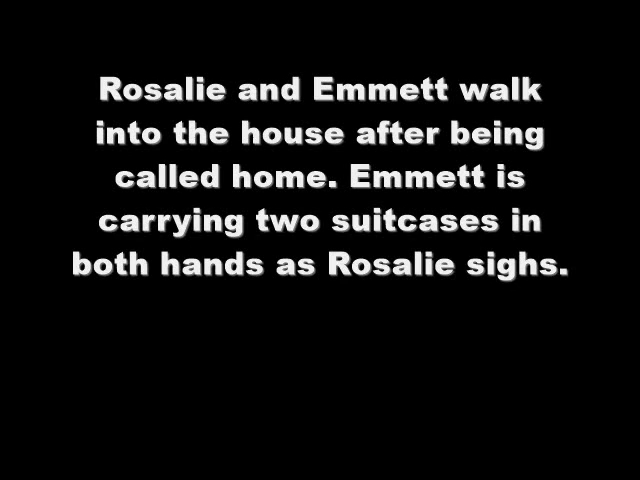 Rosalie and Emmett walk
into the house after being
called home. Emmett is
carrying two suitcases in
both hands as Rosalie sighs.